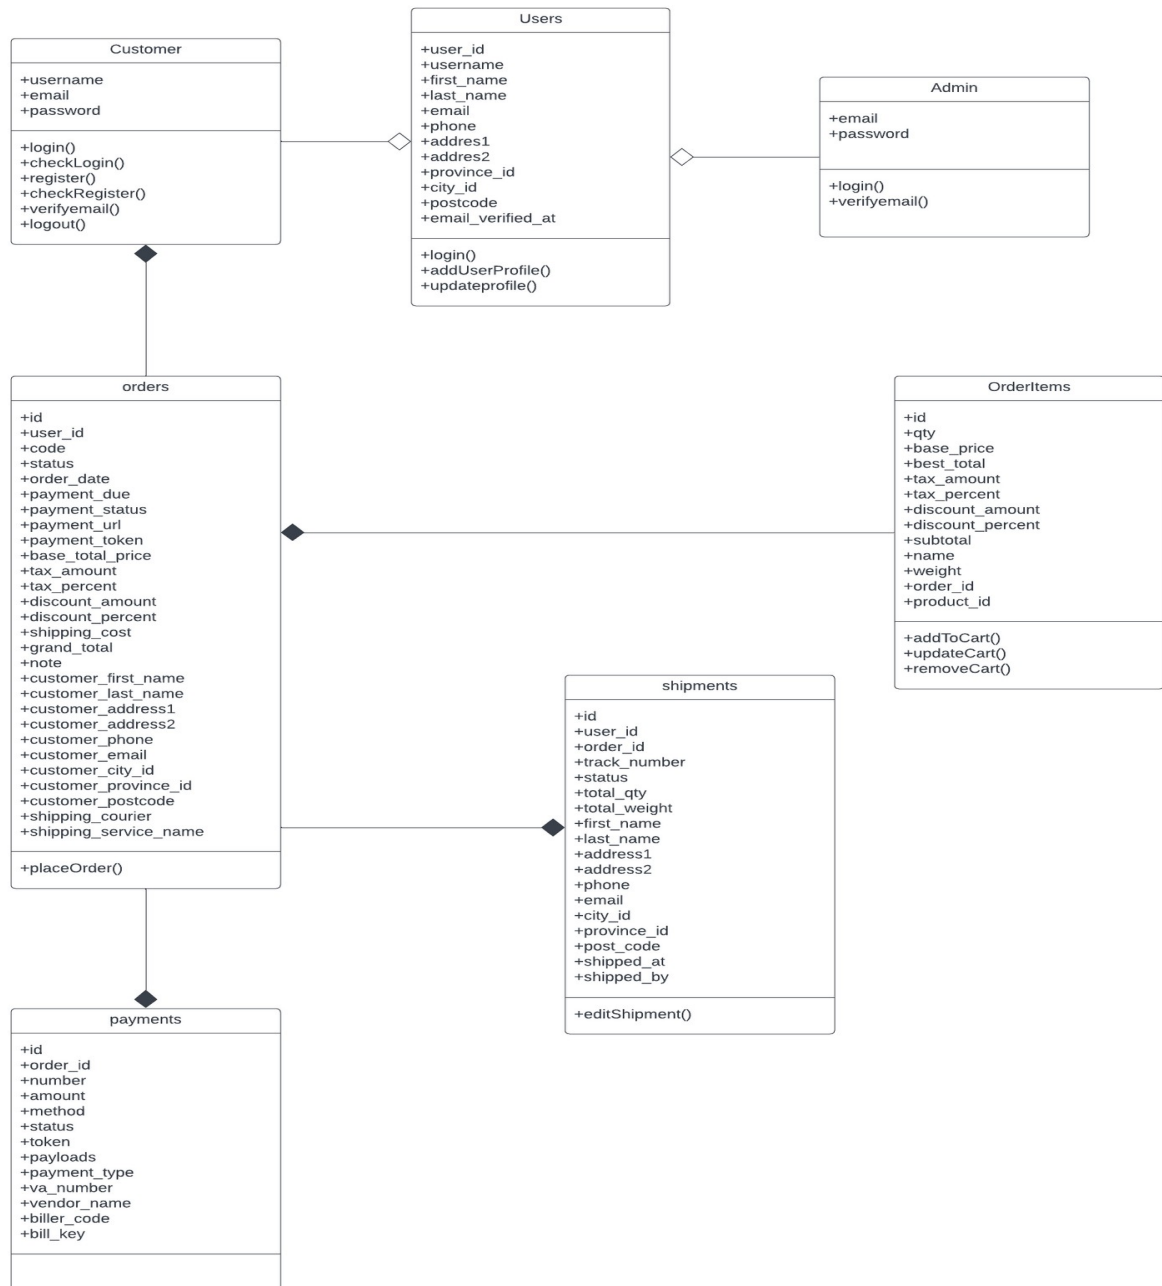 Customer
+username
+email
+password
+login()
+checkLogin()
+register()
+checkRegister()
+verifyemail()
+logout()
Users
+user_id
+username
+first_name
+last_name
+email
+phone
+addres1
+addres2
+province_id
+city_id
+postcode
+email_verified_at
+login()
+addUserProfile()
+updateprofile()
Admin
+email
+password
+login()
+verifyemail()
orders
+id
+user_id
+code
+status
+order_date
+payment_due
+payment_status
+payment_url
+payment_token
+base_total_price
+tax_amount
+tax_percent
+discount_amount
+discount_percent
+shipping_cost
+grand_total
+note
+customer_first_name
+customer_last_name
+customer_address1
+customer_address2
+customer_phone
+customer_email
+customer_city_id
+customer_province_id
+customer_postcode
+shipping_courier
+shipping_service_name
+placeOrder()
OrderItems
+id
+qty
+base_price
+best_total
+tax_amount
+tax_percent
+discount_amount
+discount_percent
+subtotal
+name
+weight
+order_id
+product_id
+addToCart()
+updateCart()
+removeCart()
shipments
+id
+user_id
+order_id
+track_number
+status
+total_qty
+total_weight
+first_name
+last_name
+address1
+address2
+phone
+email
+city_id
+province_id
+post_code
+shipped_at
+shipped_by
+editShipment()
payments
+id
+order_id
+number
+amount
+method
+status
+token
+payloads
+payment_type
+va_number
+vendor_name
+biller_code
+bill_key